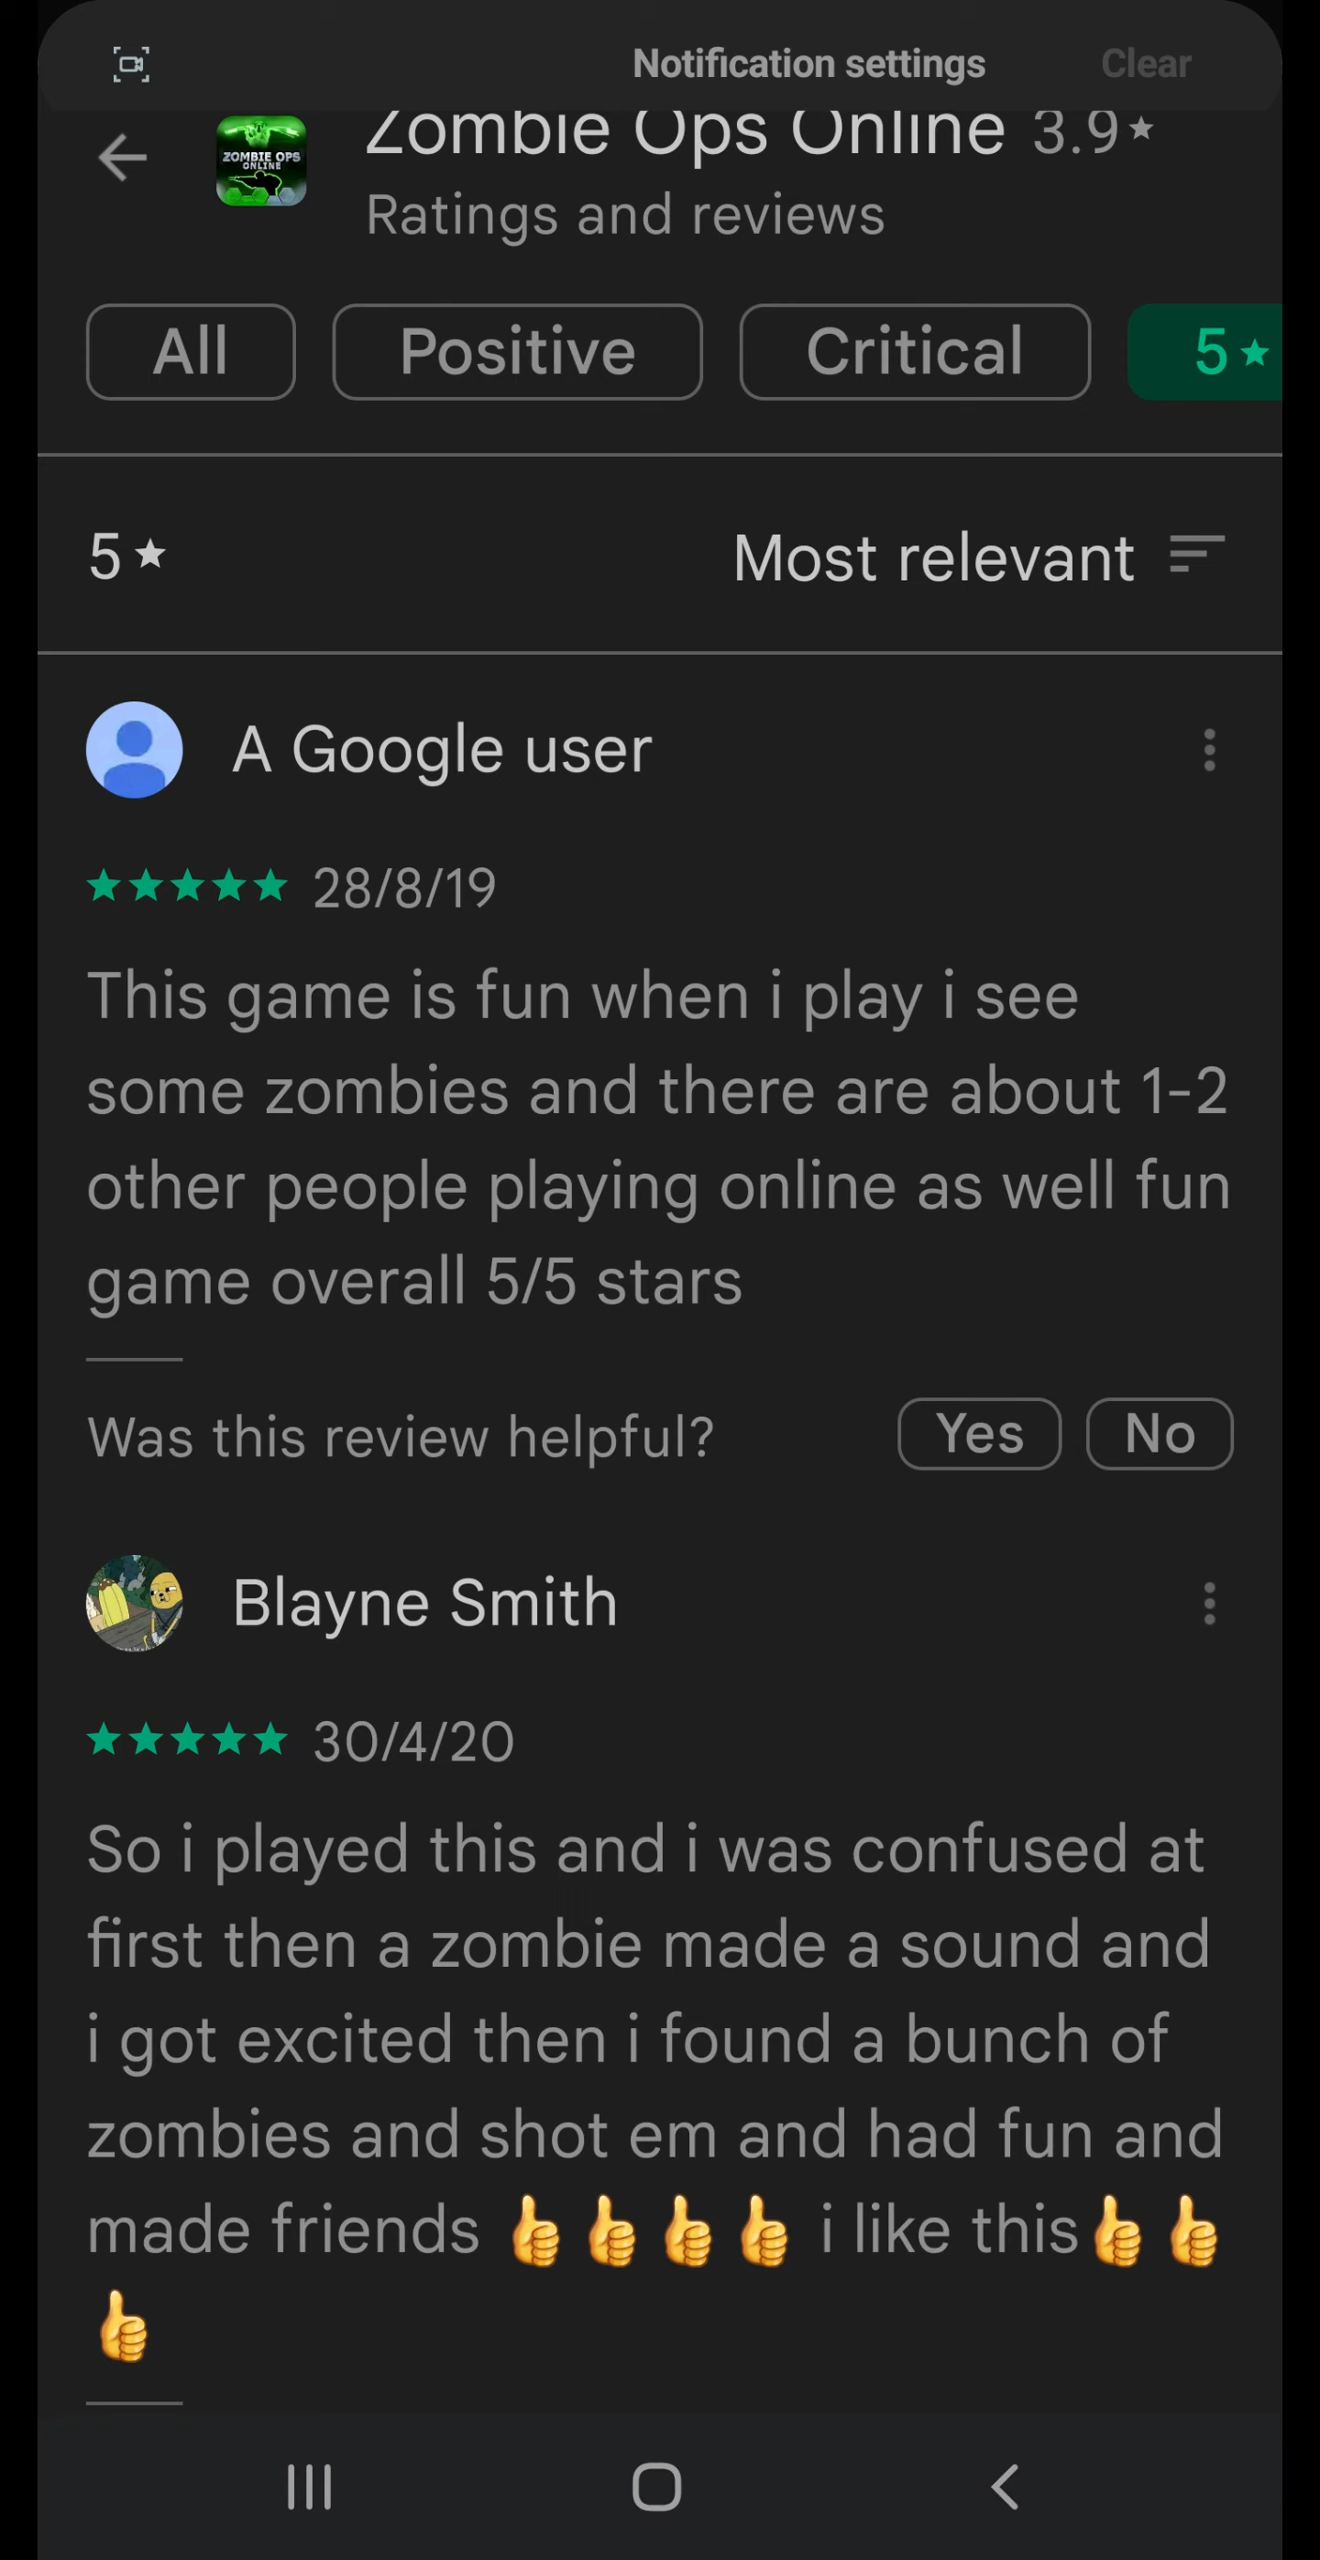 Notification settings Clear
Zombie Ops Online 3.9★
ZOMBIE OPS
ONLINE
Ratings and reviews
All Positive Critical 5★
5★ Most relevant
A Google user
28/8/19
This game is fun when i play i see
some zombies and there are about 1-2
other people playing online as well fun
game overall 5/5 stars
Was this review helpful? Yes No
Blayne Smith
30/4/20
So i played this and i was confused at
first then a zombie made a sound and
i got excited then i found a bunch of
zombies and shot em and had fun and
made friends 👍👍👍👍 i like this👍👍
👍